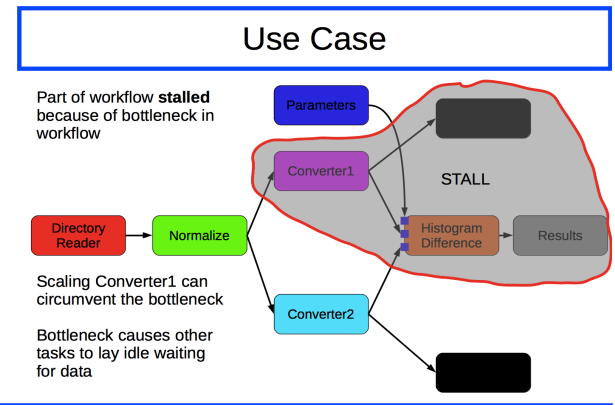 Use Case
Part of workflow stalled
because of bottleneck in
workflow
Parameters
Converter1
STALL
Directory
Reader
Normalize
Histogram
Difference
Results
Scaling Converter1 can
circumvent the bottleneck
Converter2
Bottleneck causes other
tasks to lay idle waiting
for data